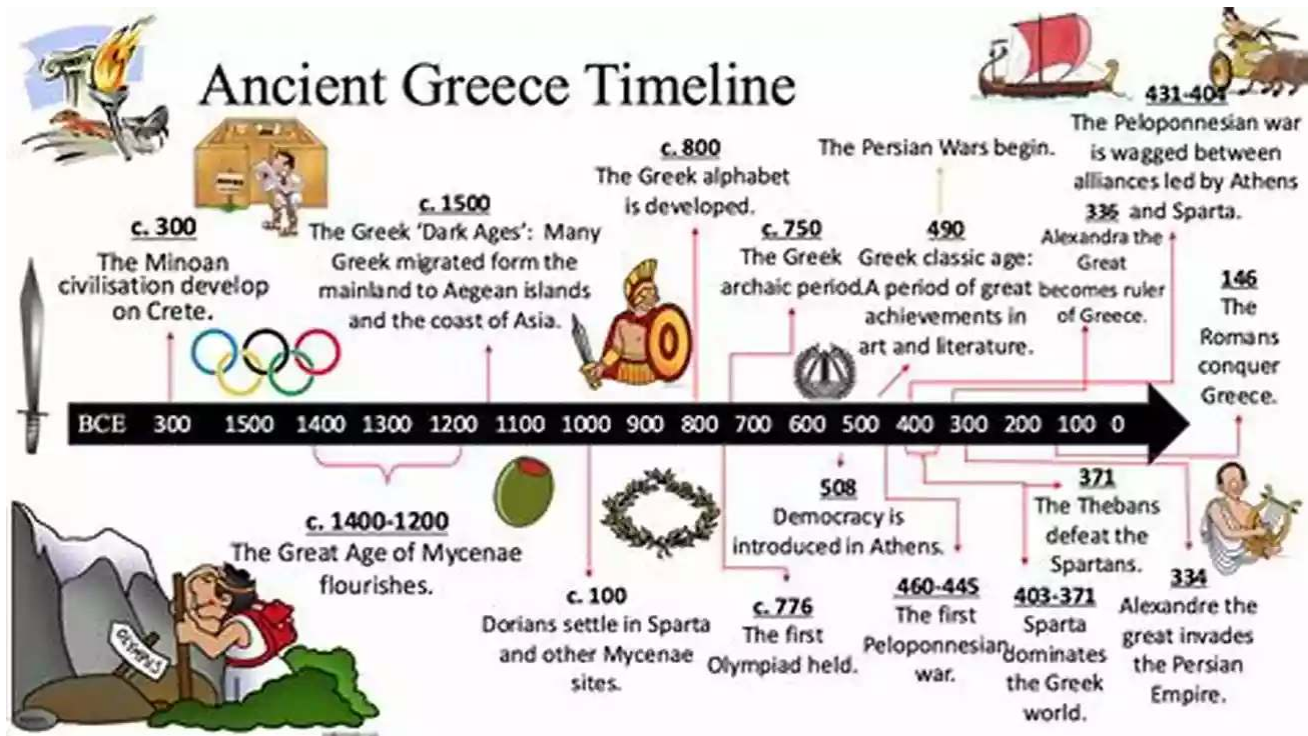 Ancient Greece Timeline
c. 300
The Minoan
civilisation develop
on Crete.
c. 1500
The Greek ‘Dark Ages’: Many
Greek migrated form the
mainland to Aegean islands
and the coast of Asia.
c. 800
The Greek alphabet
is developed.
c. 750
The Greek
archaic period.
The Persian Wars begin.
490
Greek classic age:
A period of great
achievements in
art and literature.
431-404
The Peloponnesian war
is wagged between
alliances led by Athens
and Sparta.
336
Alexandra the
Great
becomes ruler
of Greece.
146
The
Romans
conquer
Greece.
BCE 300 1500 1400 1300 1200 1100 1000 900 800 700 600 500 400 300 200 100 0
c. 1400-1200
The Great Age of Mycenae
flourishes.
c. 100
Dorians settle in Sparta
and other Mycenae
sites.
c. 776
The first
Olympiad held.
508
Democracy is
introduced in Athens.
460-445
The first
Peloponnesian
war.
403-371
Sparta
dominates
the Greek
world.
371
The Thebans
defeat the
Spartans.
334
Alexandre the
great invades
the Persian
Empire.
OLYMPUS